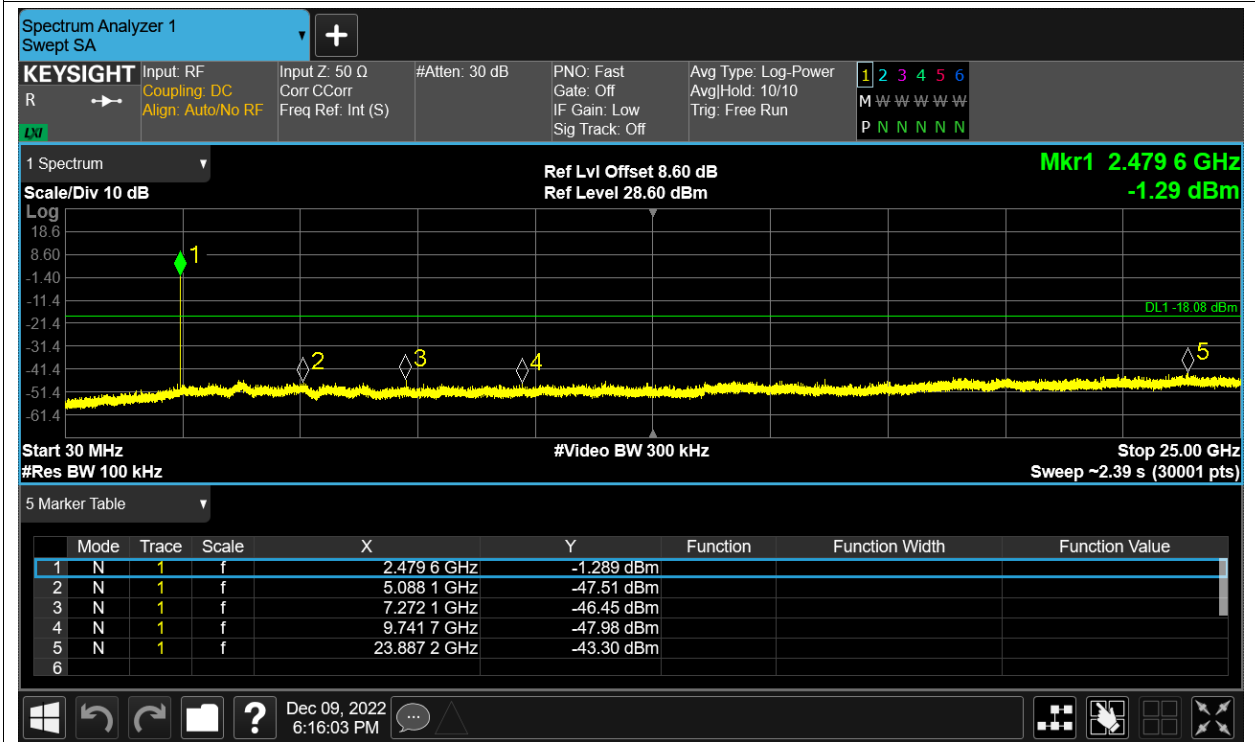 Spectrum Analyzer 1
Swept SA
+
KEYSIGHT
R
LXI
Input: RF
Coupling: DC
Align: Auto/No RF
Input Z: 50 Ω
Corr CCorr
Freq Ref: Int (S)
#Atten: 30 dB
PNO: Fast
Gate: Off
IF Gain: Low
Sig Track: Off
Avg Type: Log-Power
Avg|Hold: 10/10
Trig: Free Run
1 2 3 4 5 6
M W W W W W
P N N N N N
1 Spectrum
Scale/Div 10 dB
Ref Lvl Offset 8.60 dB
Ref Level 28.60 dBm
Mkr1 2.479 6 GHz
-1.29 dBm
Log
18.6
8.60
-1.40
-11.4
-21.4
-31.4
-41.4
-51.4
-61.4
1
2
3
4
5
DL1 -18.08 dBm
Start 30 MHz
#Video BW 300 kHz
Stop 25.00 GHz
#Res BW 100 kHz
Sweep ~2.39 s (30001 pts)
5 Marker Table
Mode Trace Scale X Y Function Function Width Function Value
1 N 1 f 2.479 6 GHz -1.289 dBm
2 N 1 f 5.088 1 GHz -47.51 dBm
3 N 1 f 7.272 1 GHz -46.45 dBm
4 N 1 f 9.741 7 GHz -47.98 dBm
5 N 1 f 23.887 2 GHz -43.30 dBm
6
?
Dec 09, 2022
6:16:03 PM